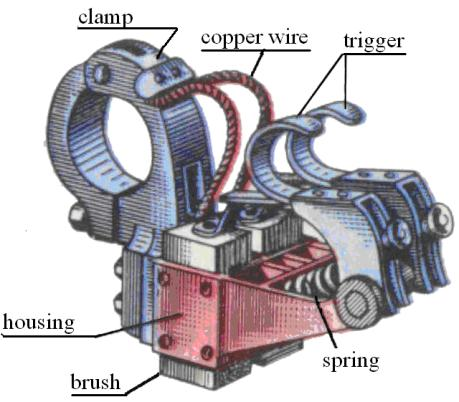 clamp
copper wire
trigger
housing
spring
brush